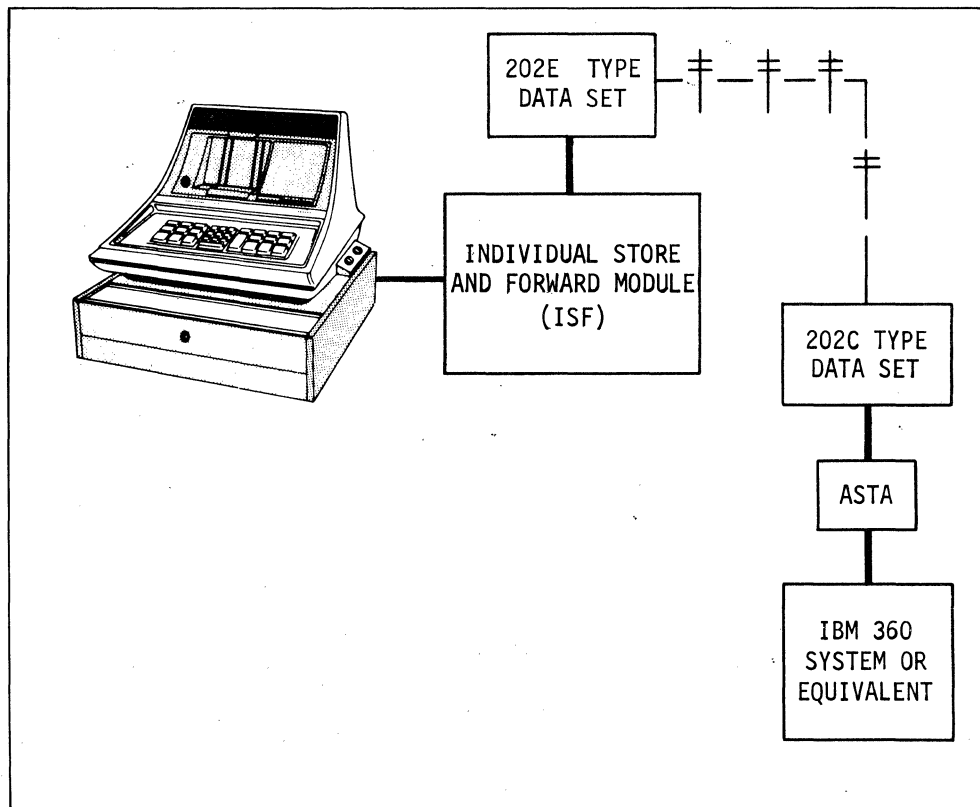 202E TYPE
DATA SET
INDIVIDUAL STORE
AND FORWARD MODULE
(ISF)
202C TYPE
DATA SET
ASTA
IBM 360
SYSTEM OR
EQUIVALENT